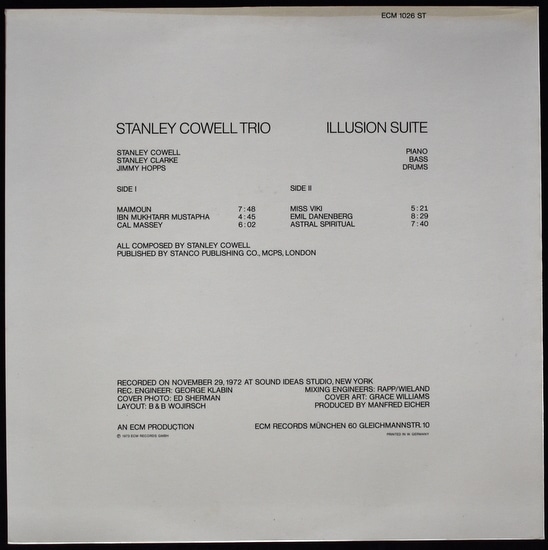 ECM 1026 ST
STANLEY COWELL TRIO ILLUSION SUITE
STANLEY COWELL PIANO
STANLEY CLARKE BASS
JIMMY HOPPS DRUMS
SIDE I SIDE II
MAIMOUN 7:48 MISS VIKI 5:21
IBN MUKHTARR MUSTAPHA 4:45 EMIL DANENBERG 8:29
CAL MASSEY 6:02 ASTRAL SPIRITUAL 7:40
ALL COMPOSED BY STANLEY COWELL
PUBLISHED BY STANCO PUBLISHING CO., MCPS, LONDON
RECORDED ON NOVEMBER 29, 1972 AT SOUND IDEAS STUDIO, NEW YORK
REC. ENGINEER: GEORGE KLABIN MIXING ENGINEERS: RAPP/WIELAND
COVER PHOTO: ED SHERMAN COVER ART: GRACE WILLIAMS
LAYOUT: B & B WOJIRSCH PRODUCED BY MANFRED EICHER
AN ECM PRODUCTION ECM RECORDS MÜNCHEN 60 GLEICHMANNSTR. 10
℗ 1973 ECM RECORDS GMBH PRINTED IN W. GERMANY